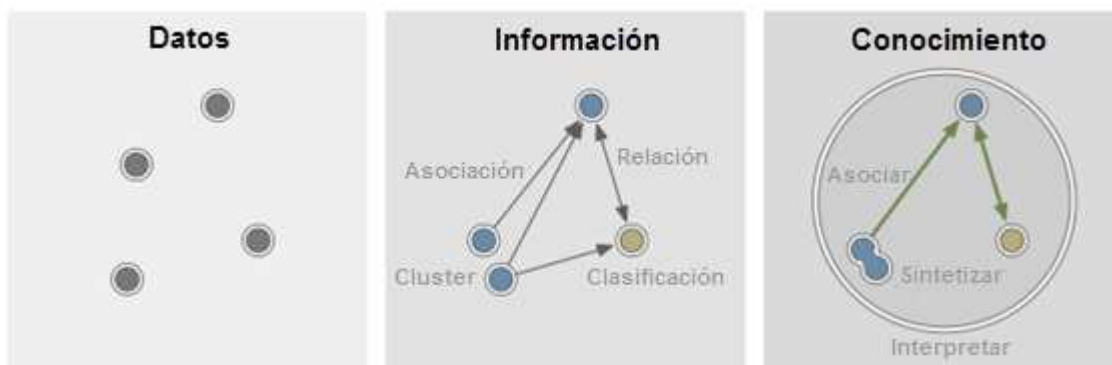 Datos
Información
Asociación
Relación
Cluster
Clasificación
Conocimiento
Asociar
Sintetizar
Interpretar